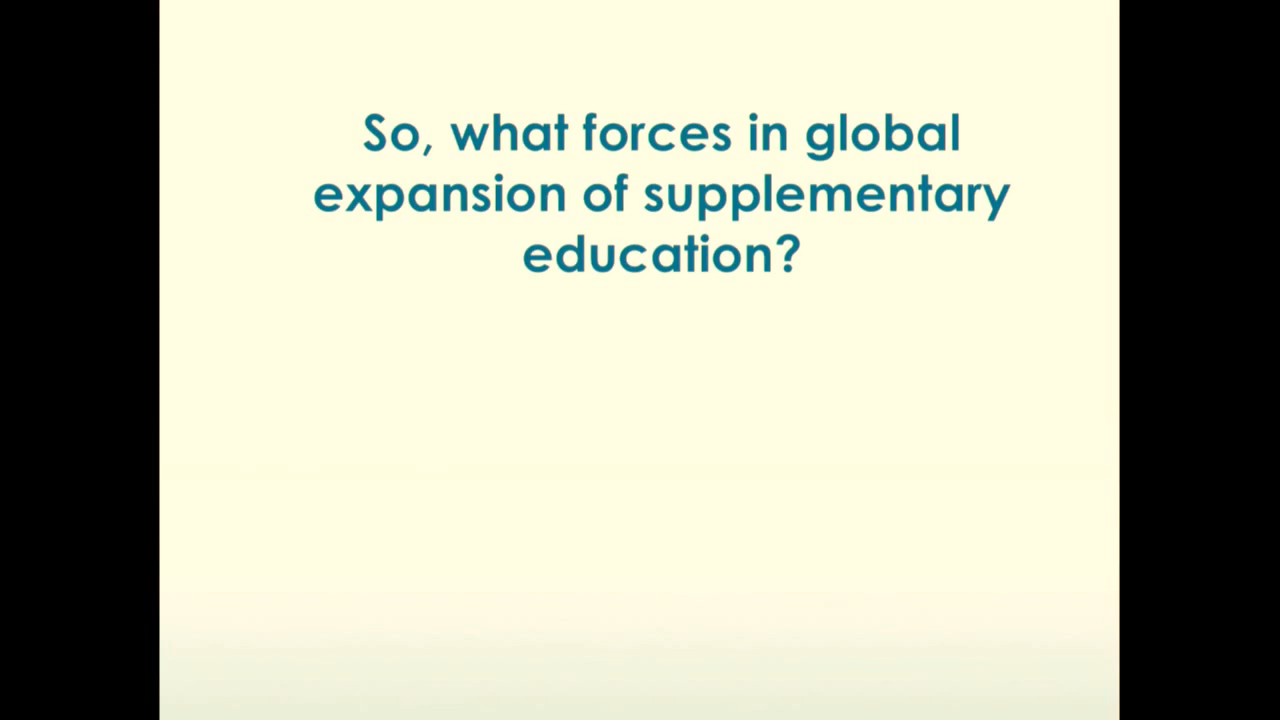 So, what forces in global
expansion of supplementary
education?